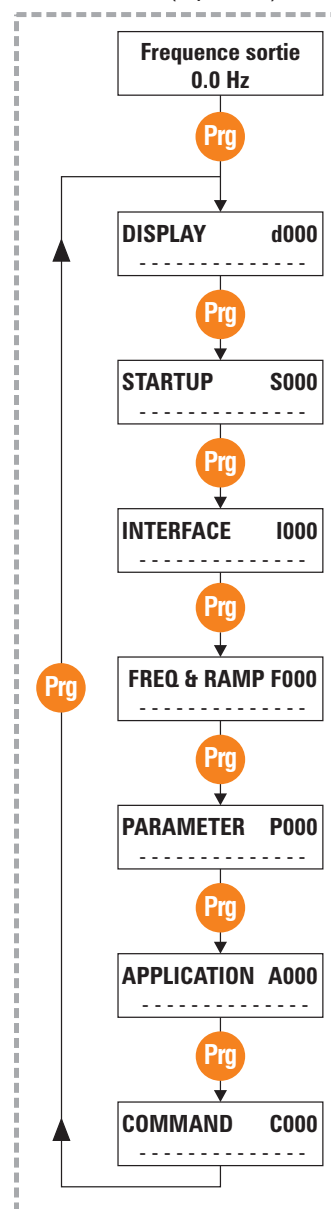 Frequence sortie
0.0 Hz
Prg
DISPLAY d000
- - - - - - - - - - - - - -
Prg
STARTUP S000
- - - - - - - - - - - - - -
Prg
INTERFACE I000
- - - - - - - - - - - - - -
Prg
FREQ & RAMP F000
- - - - - - - - - - - - - -
Prg
Prg
PARAMETER P000
- - - - - - - - - - - - - -
Prg
APPLICATION A000
- - - - - - - - - - - - - -
Prg
COMMAND C000
- - - - - - - - - - - - - -